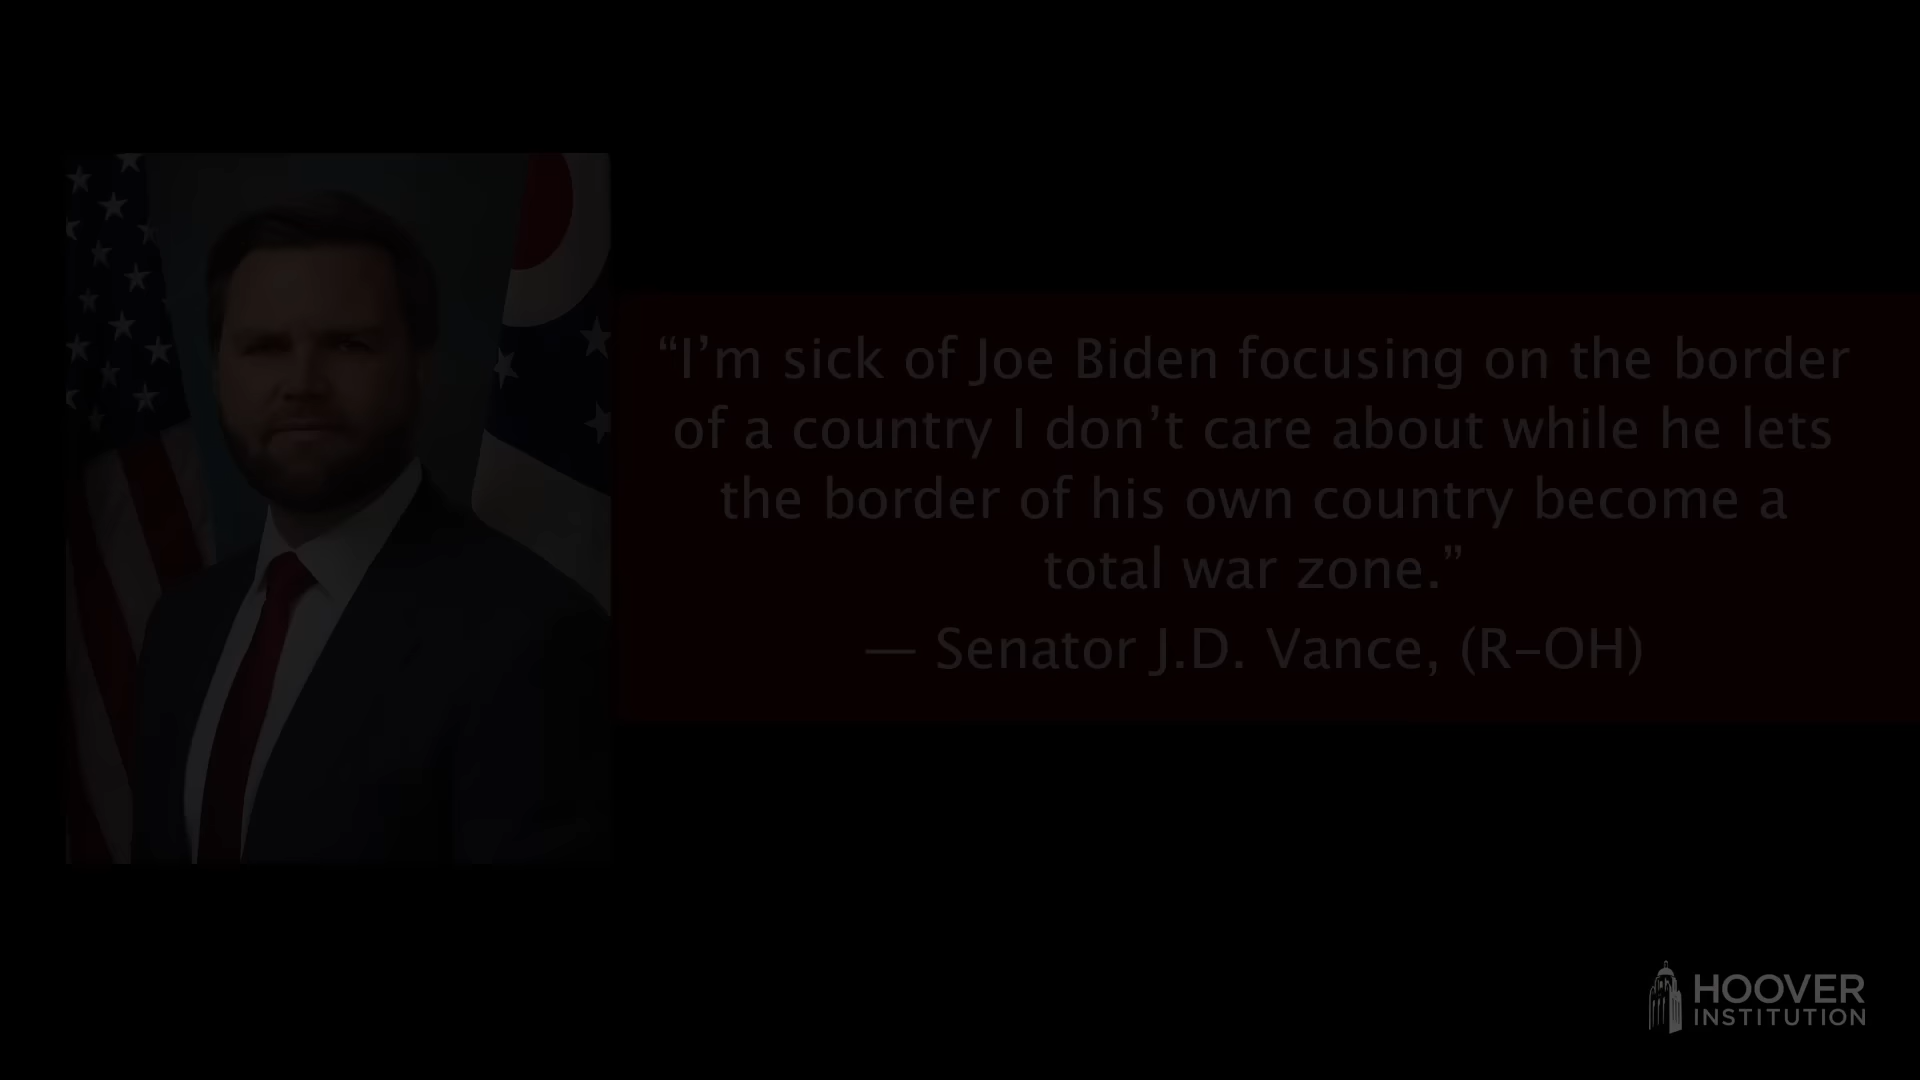 “I’m sick of Joe Biden focusing on the border
of a country I don’t care about while he lets
the border of his own country become a
total war zone.”
— Senator J.D. Vance, (R-OH)
HOOVER
INSTITUTION